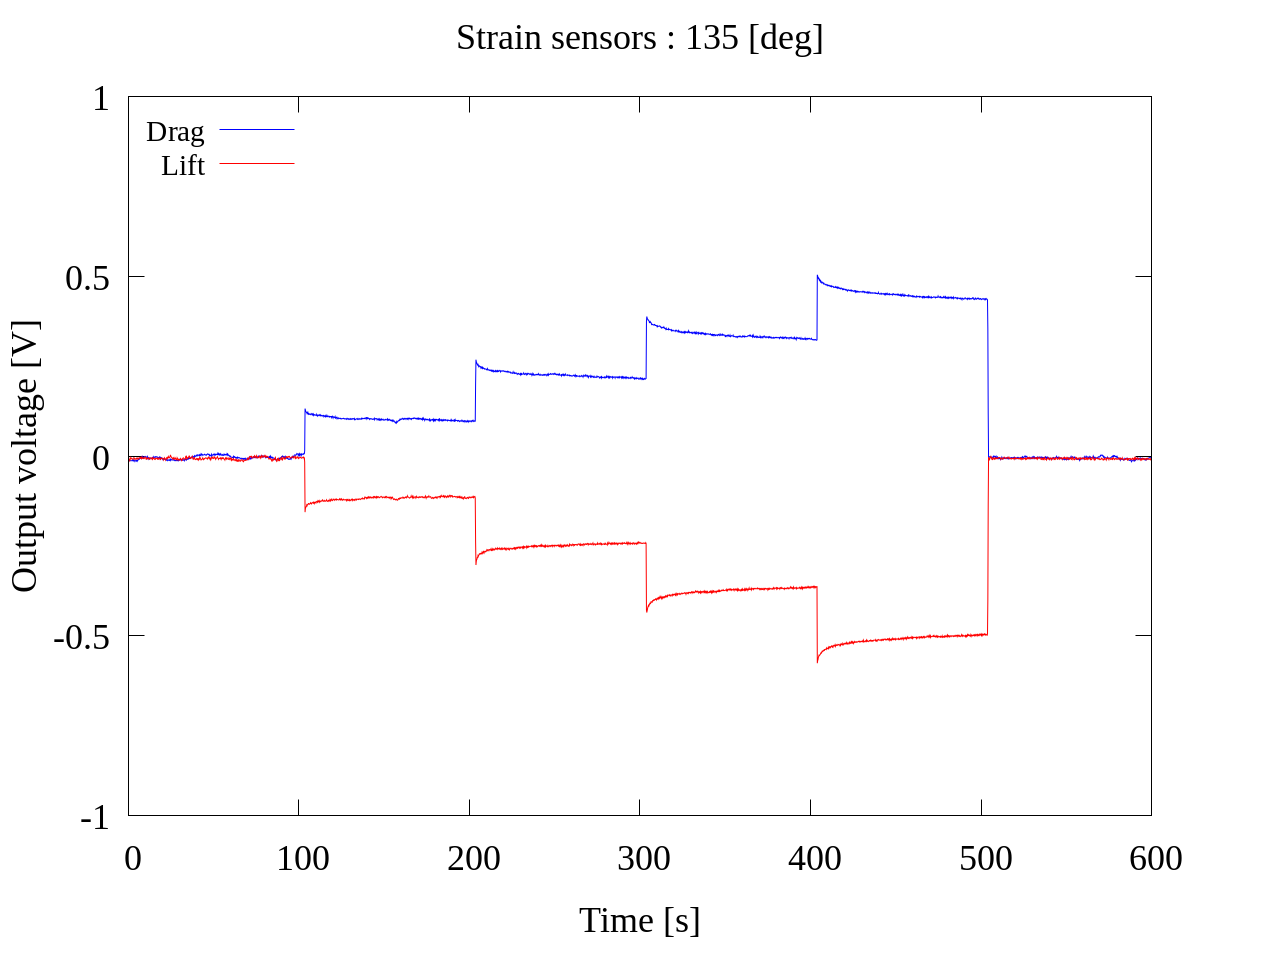 Strain sensors : 135 [deg]
1
0.5
0
-0.5
-1
Output voltage [V]
Drag
Lift
0 100 200 300 400 500 600
Time [s]